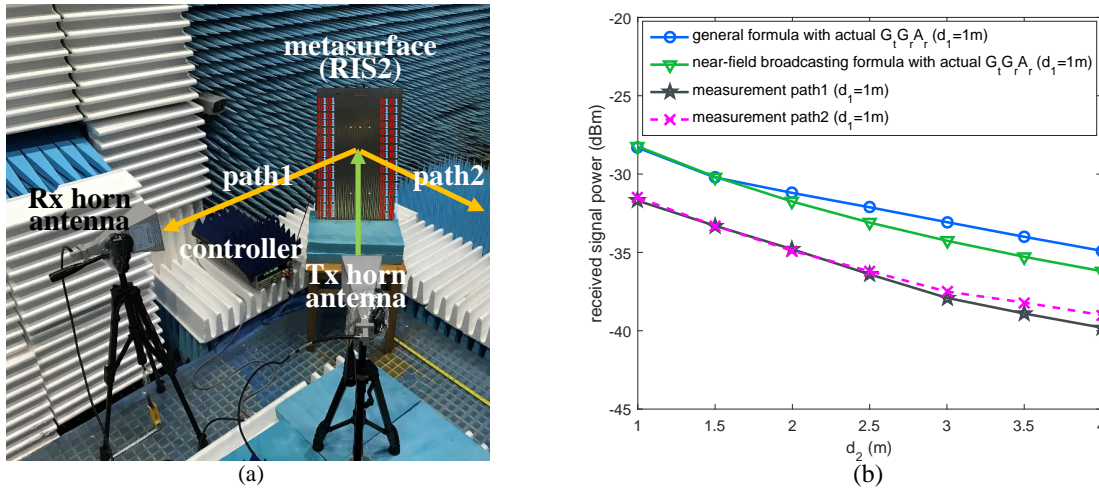 metasurface
(RIS2)
path1
path2
Rx horn
antenna
controller
Tx horn
antenna
(a)
-20
-25
-30
-35
-40
-45
received signal power (dBm)
general formula with actual GₜGᵣAᵣ (d₁=1m)
near-field broadcasting formula with actual GₜGᵣAᵣ (d₁=1m)
measurement path1 (d₁=1m)
measurement path2 (d₁=1m)
1 1.5 2 2.5 3 3.5 4
d₂ (m)
(b)